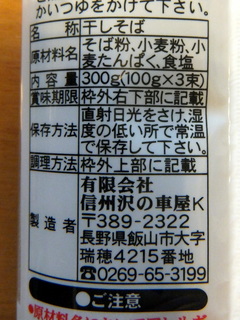 かいつゆをかけて下さい。
名称 干しそば
原材料名 そば粉、小麦粉、小
麦たんぱく、食塩
内容量 300g(100g×3束)
賞味期限 枠外右下部に記載
保存方法 直射日光をさけ、湿
度の低い所で常温
で保存して下さい。
調理方法 枠外上部に記載
製造者 有限会社
信州沢の車屋K
〒389-2322
長野県飯山市大字
瑞穂4215番地
☎0269-65-3199
●ご注意